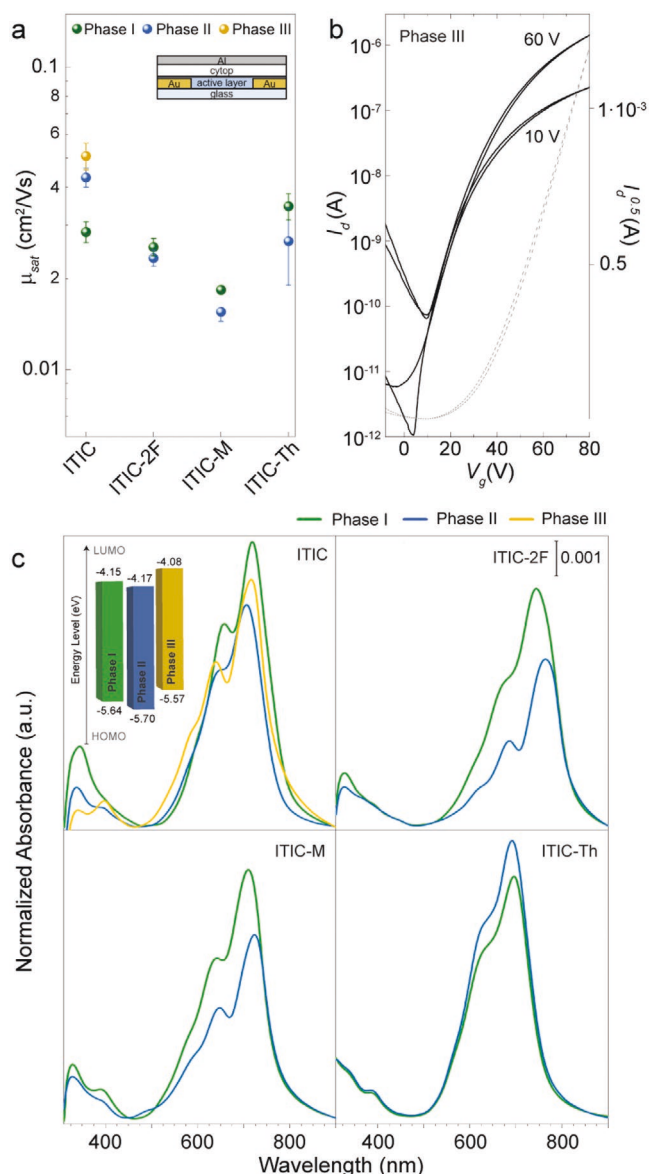 a
Phase I Phase II Phase III
Al
cytop
Au active layer Au
glass
0.1
8
6
4
2
0.01
μsat (cm²/Vs)
ITIC
ITIC-2F
ITIC-M
ITIC-Th
b
Phase III
60 V
10 V
10⁻⁶
10⁻⁷
10⁻⁸
10⁻⁹
10⁻¹⁰
10⁻¹¹
10⁻¹²
Id (A)
1·10⁻³
0.5
Id^0.5 (A)
0 20 40 60 80
Vg(V)
Phase I Phase II Phase III
c
ITIC
LUMO
-4.15 -4.17 -4.08
Energy Level (eV)
Phase I
Phase II
Phase III
-5.64 -5.70 -5.57
HOMO
ITIC-2F 0.001
ITIC-M
ITIC-Th
Normalized Absorbance (a.u.)
400 600 800 400 600 800
Wavelength (nm)